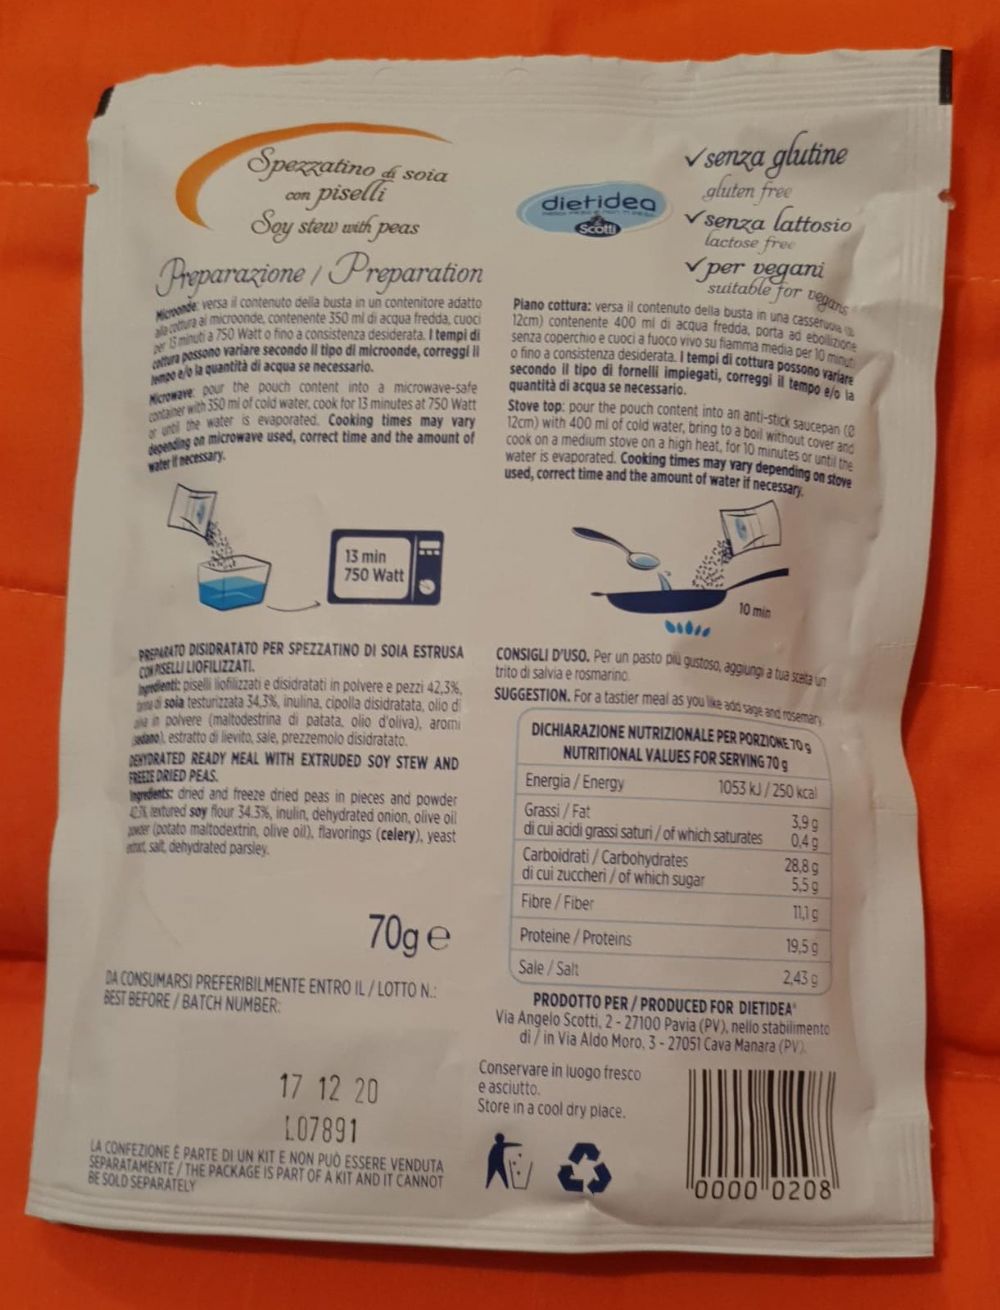 Spezzatino di soia
con piselli
Soy stew with peas
dietidea
Scotti
✓ senza glutine
gluten free
✓ senza lattosio
lactose free
✓ per vegani
suitable for vegans
Preparazione / Preparation
Microonde: versa il contenuto della busta in un contenitore adatto
alla cottura al microonde, contenente 350 ml di acqua fredda, cuoci
per 13 minuti a 750 Watt o fino a consistenza desiderata. I tempi di
cottura possono variare secondo il tipo di microonde, correggi il
tempo e/o la quantità di acqua se necessario.
Microwave: pour the pouch content into a microwave-safe
container with 350 ml of cold water, cook for 13 minutes at 750 Watt
or until the water is evaporated. Cooking times may vary
depending on microwave used, correct time and the amount of
water if necessary.
Piano cottura: versa il contenuto della busta in una casseruola
12cm) contenente 400 ml di acqua fredda, porta ad ebollizione
senza coperchio e cuoci a fuoco vivo su fiamma media per 10 minuti
o fino a consistenza desiderata. I tempi di cottura possono variare
secondo il tipo di fornelli impiegati, correggi il tempo e/o la
quantità di acqua se necessario.
Stove top: pour the pouch content into an anti-stick saucepan (Ø
12cm) with 400 ml of cold water, bring to a boil without cover and
cook on a medium stove on a high heat, for 10 minutes or until the
water is evaporated. Cooking times may vary depending on stove
used, correct time and the amount of water if necessary.
13 min
750 Watt
10 min
PREPARATO DISIDRATATO PER SPEZZATINO DI SOIA ESTRUSA
CON PISELLI LIOFILIZZATI.
Ingredienti: piselli liofilizzati e disidratati in polvere e pezzi 42,3%,
farina di soia testurizzata 34,3%, inulina, cipolla disidratata, olio di
oliva in polvere (maltodestrina di patata, olio d'oliva), aromi
(sedano), estratto di lievito, sale, prezzemolo disidratato.
DEHYDRATED READY MEAL WITH EXTRUDED SOY STEW AND
FREEZE DRIED PEAS.
Ingredients: dried and freeze dried peas in pieces and powder
42.3%, textured soy flour 34.3%, inulin, dehydrated onion, olive oil
powder (potato maltodextrin, olive oil), flavorings (celery), yeast
extract, salt, dehydrated parsley.
70g e
DA CONSUMARSI PREFERIBILMENTE ENTRO IL / LOTTO N.:
BEST BEFORE / BATCH NUMBER:
17 12 20
L07891
LA CONFEZIONE È PARTE DI UN KIT E NON PUÒ ESSERE VENDUTA
SEPARATAMENTE / THE PACKAGE IS PART OF A KIT AND IT CANNOT
BE SOLD SEPARATELY
CONSIGLI D'USO. Per un pasto più gustoso, aggiungi a tua scelta un
trito di salvia e rosmarino.
SUGGESTION. For a tastier meal as you like add sage and rosemary.
DICHIARAZIONE NUTRIZIONALE PER PORZIONE 70 g
NUTRITIONAL VALUES FOR SERVING 70 g
Energia / Energy 1053 kJ / 250 kcal
Grassi / Fat 3,9 g
di cui acidi grassi saturi / of which saturates 0,4 g
Carboidrati / Carbohydrates 28,8 g
di cui zuccheri / of which sugar 5,5 g
Fibre / Fiber 11,1 g
Proteine / Proteins 19,5 g
Sale / Salt 2,43 g
PRODOTTO PER / PRODUCED FOR DIETIDEA®
Via Angelo Scotti, 2 - 27100 Pavia (PV), nello stabilimento
di / in Via Aldo Moro, 3 - 27051 Cava Manara (PV).
Conservare in luogo fresco
e asciutto.
Store in a cool dry place.
0000 0208